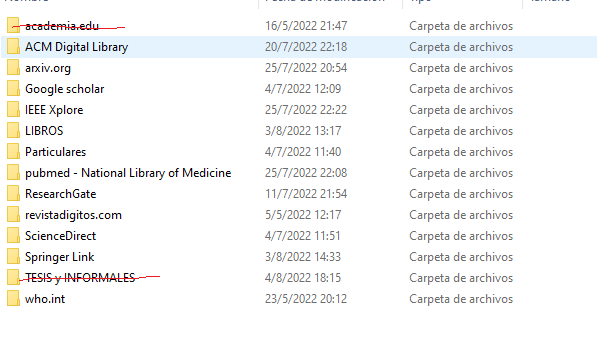 academia.edu 16/5/2022 21:47 Carpeta de archivos
ACM Digital Library 20/7/2022 22:18 Carpeta de archivos
arxiv.org 25/7/2022 20:54 Carpeta de archivos
Google scholar 4/7/2022 12:09 Carpeta de archivos
IEEE Xplore 25/7/2022 22:22 Carpeta de archivos
LIBROS 3/8/2022 13:17 Carpeta de archivos
Particulares 4/7/2022 11:40 Carpeta de archivos
pubmed - National Library of Medicine 25/7/2022 22:08 Carpeta de archivos
ResearchGate 11/7/2022 21:54 Carpeta de archivos
revistadigitos.com 5/5/2022 12:17 Carpeta de archivos
ScienceDirect 4/7/2022 11:51 Carpeta de archivos
Springer Link 3/8/2022 14:33 Carpeta de archivos
TESIS y INFORMALES 4/8/2022 18:15 Carpeta de archivos
who.int 23/5/2022 20:12 Carpeta de archivos